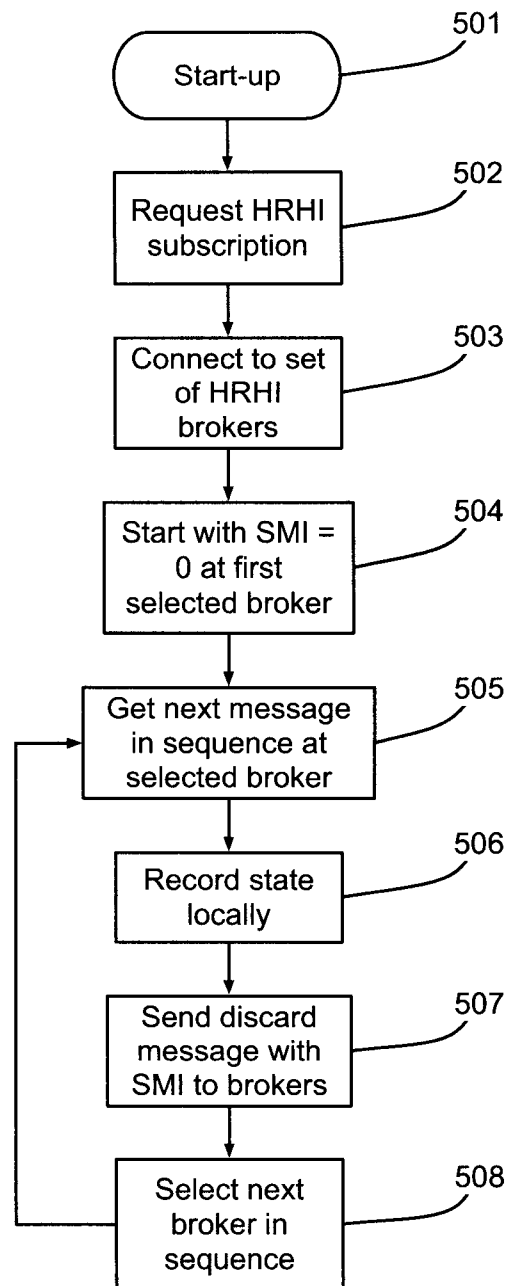 501
Start-up
502
Request HRHI
subscription
503
Connect to set
of HRHI
brokers
504
Start with SMI =
0 at first
selected broker
505
Get next message
in sequence at
selected broker
506
Record state
locally
507
Send discard
message with
SMI to brokers
508
Select next
broker in
sequence